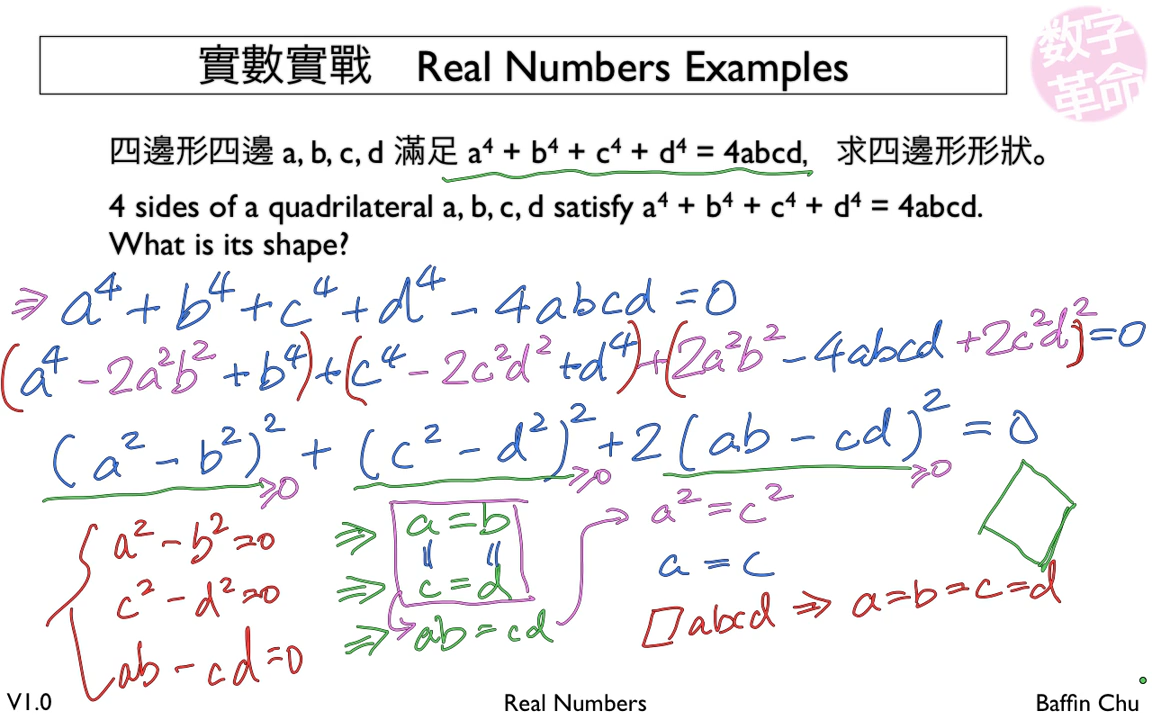 實數實戰 Real Numbers Examples
数字
革命
四邊形四邊 a, b, c, d 滿足 a⁴ + b⁴ + c⁴ + d⁴ = 4abcd, 求四邊形形狀。
4 sides of a quadrilateral a, b, c, d satisfy a⁴ + b⁴ + c⁴ + d⁴ = 4abcd.
What is its shape?
⇒ a⁴ + b⁴ + c⁴ + d⁴ - 4abcd = 0
(a⁴ - 2a²b² + b⁴) + (c⁴ - 2c²d² + d⁴) + (2a²b² - 4abcd + 2c²d²) = 0
(a² - b²)² + (c² - d²)² + 2(ab - cd)² = 0
≥0 ≥0 ≥0
a² - b² = 0 ⇒ a = b a² = c²
|| || a = c
c² - d² = 0 ⇒ c = d
ab - cd = 0 ⇒ ab = cd □abcd ⇒ a = b = c = d
V1.0 Real Numbers Baffin Chu